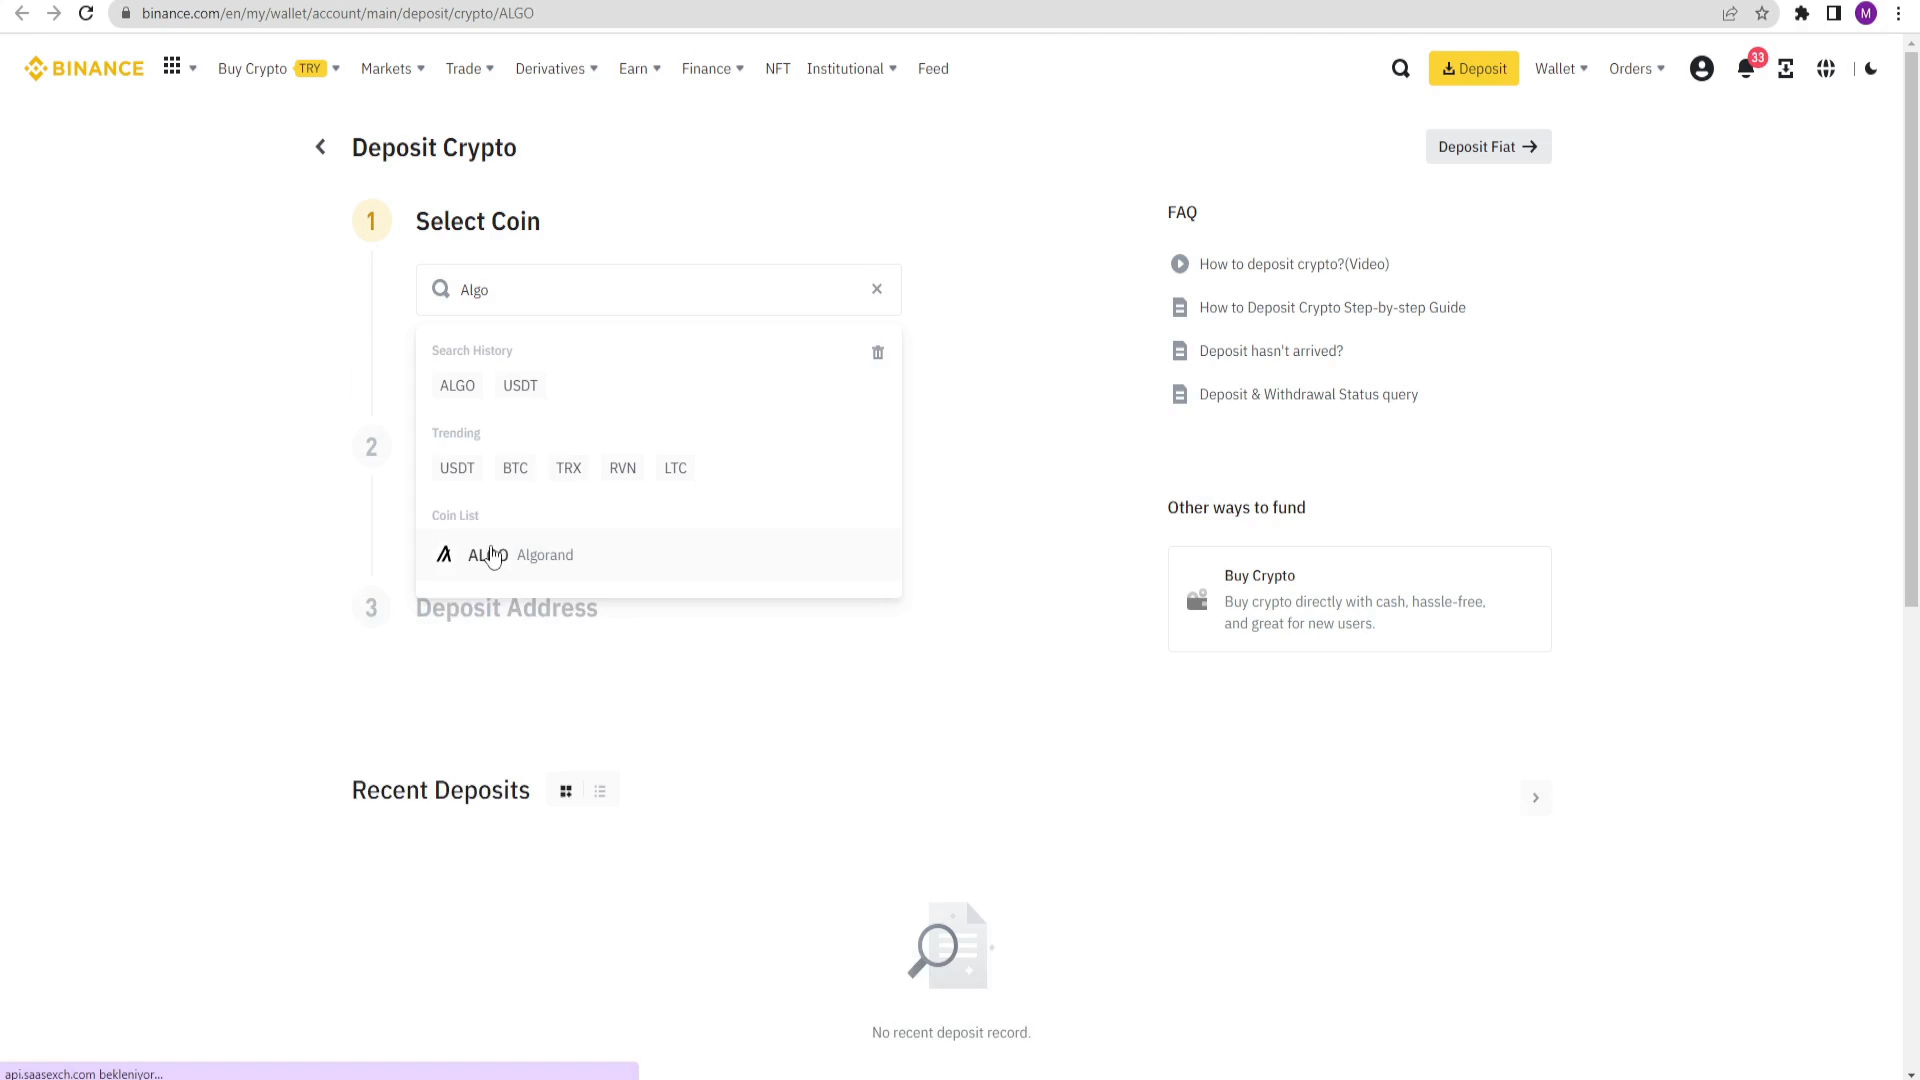 binance.com/en/my/wallet/account/main/deposit/crypto/ALGO
M
BINANCE
Buy Crypto TRY Markets Trade Derivatives Earn Finance NFT Institutional Feed
Deposit Wallet Orders 33
Deposit Crypto
Deposit Fiat
1 Select Coin
Algo
Search History
ALGO USDT
Trending
USDT BTC TRX RVN LTC
Coin List
Algorand
2
3 Deposit Address
FAQ
How to deposit crypto?(Video)
How to Deposit Crypto Step-by-step Guide
Deposit hasn't arrived?
Deposit & Withdrawal Status query
Other ways to fund
Buy Crypto
Buy crypto directly with cash, hassle-free,
and great for new users.
Recent Deposits
No recent deposit record.
api.saasexch.com bekleniyor...